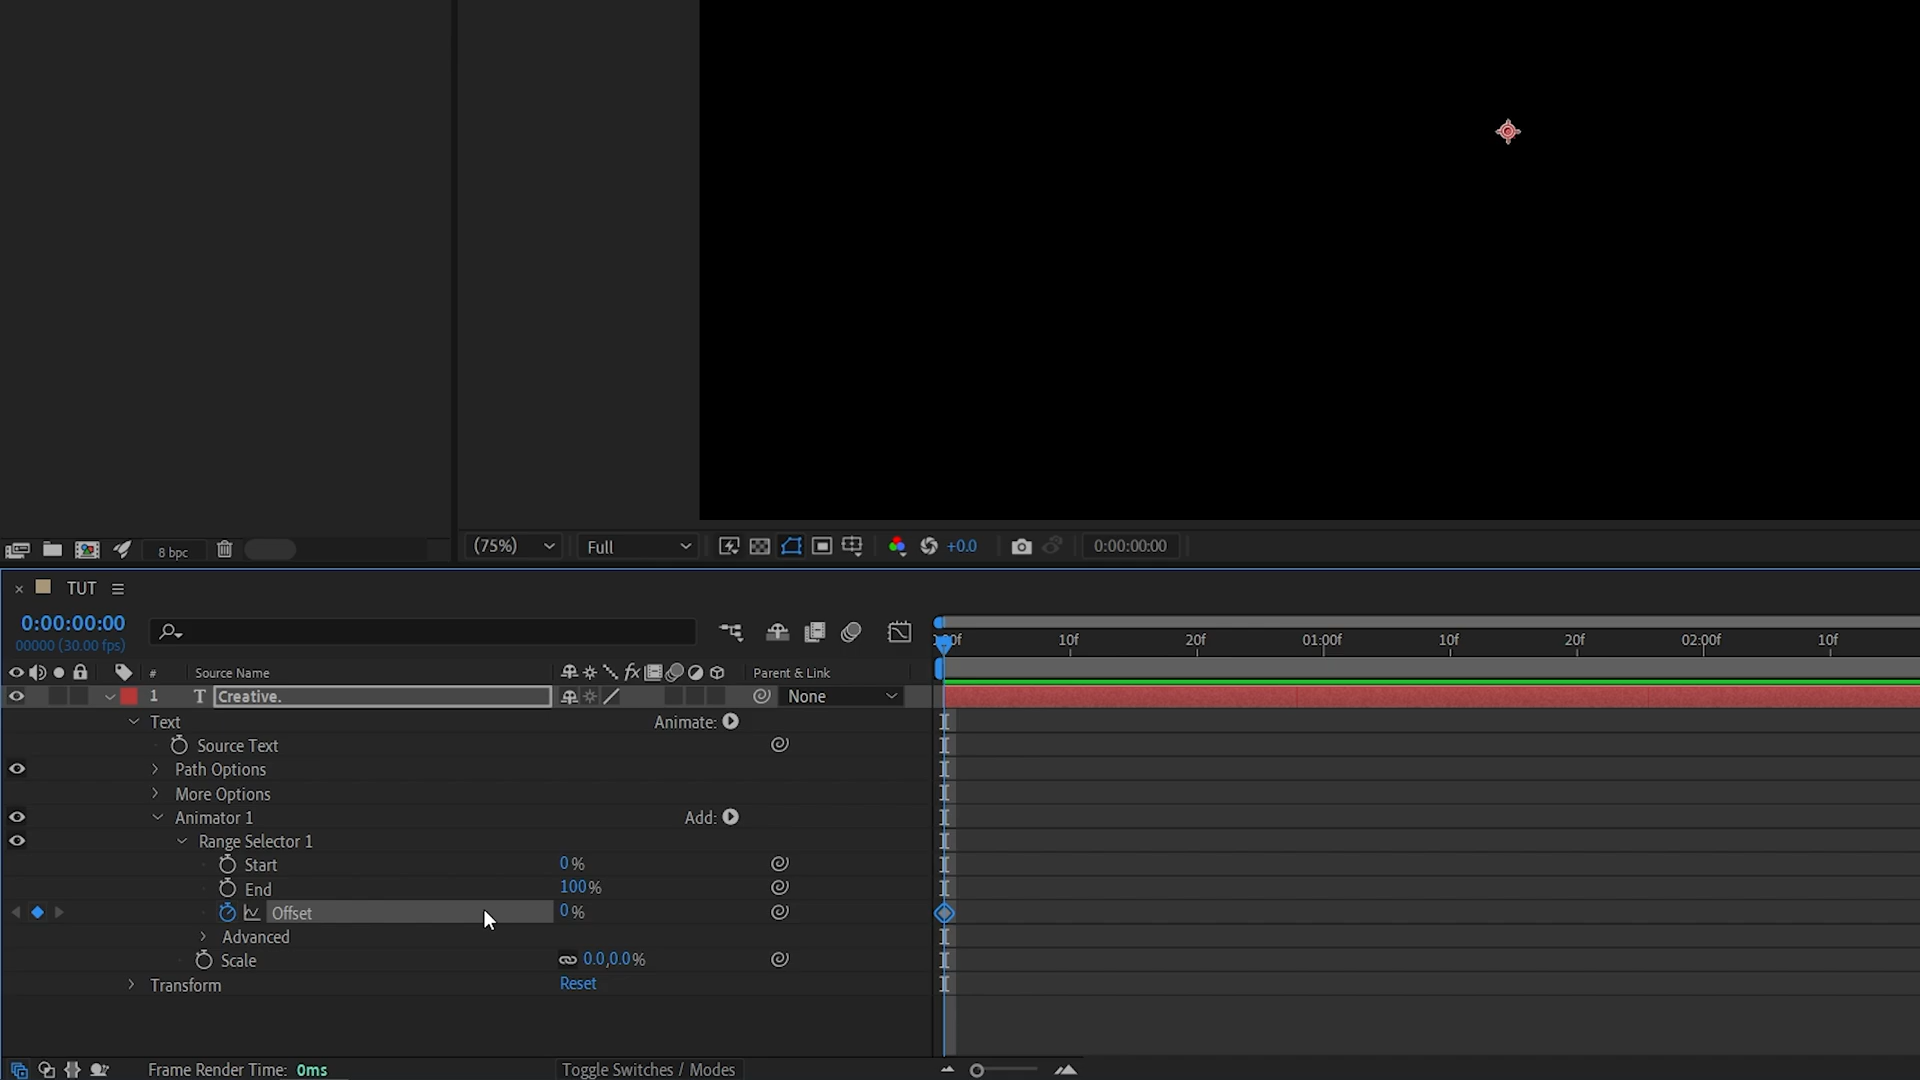 8 bpc
(75%)
Full
+0.0
0:00:00:00
TUT
0:00:00:00
00000 (30.00 fps)
10f
20f
01:00f
10f
20f
02:00f
10f
#
Source Name
fx
Parent & Link
1
T
Creative.
None
Text
Animate:
Source Text
Path Options
More Options
Animator 1
Add:
Range Selector 1
Start
0%
End
100%
Offset
0%
Advanced
Scale
0.0,0.0%
Transform
Reset
Frame Render Time: 0ms
Toggle Switches / Modes